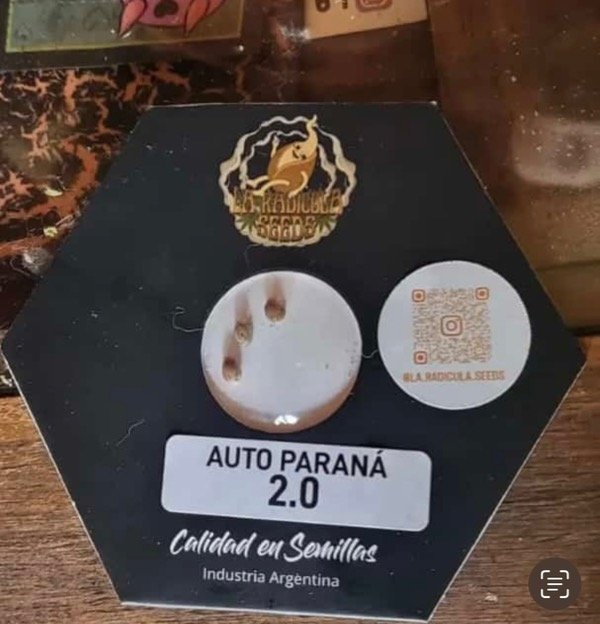 LA RADICULA
SEEDS
@LA.RADICULA.SEEDS
AUTO PARANÁ
2.0
Calidad en Semillas
Industria Argentina